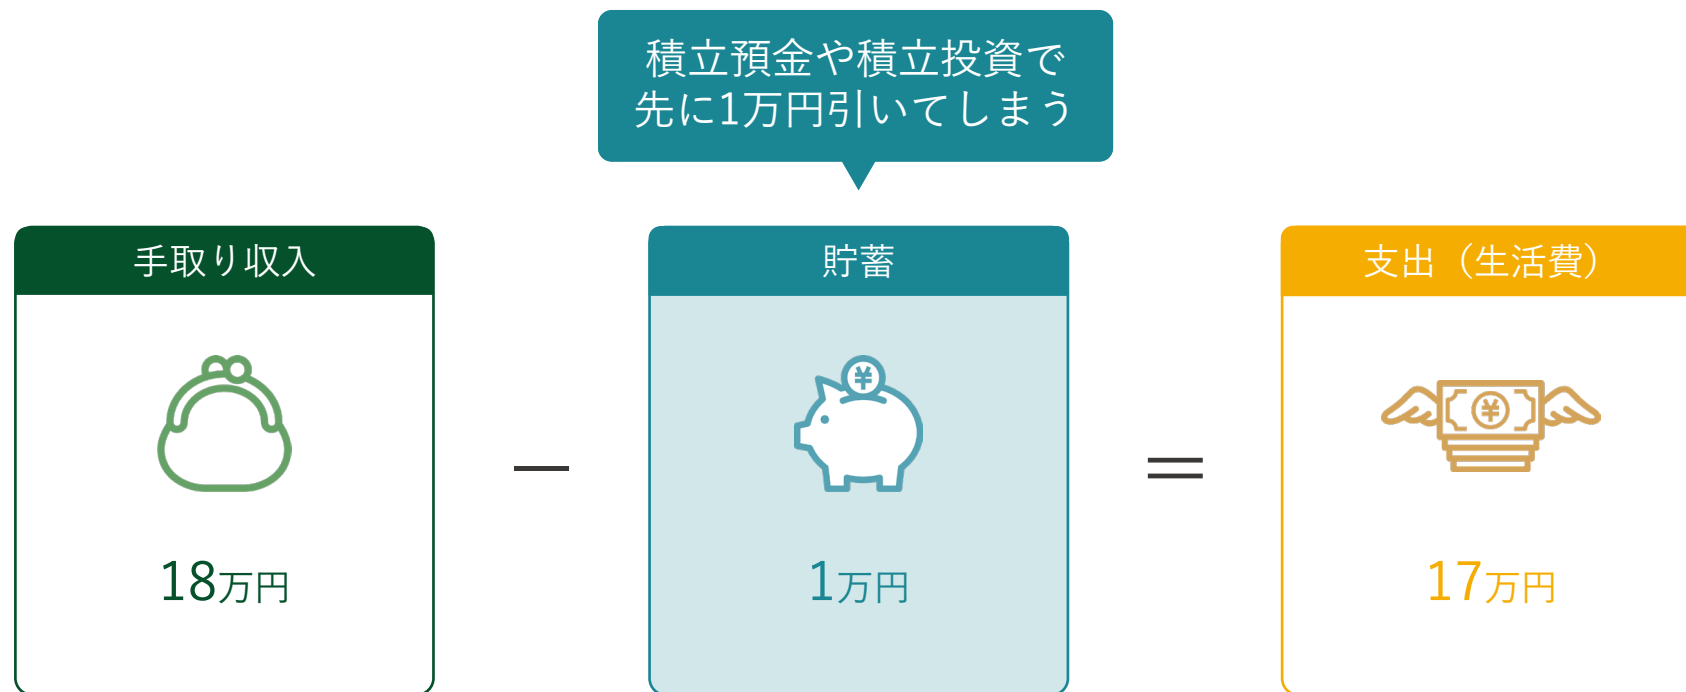 積立預金や積立投資で
先に1万円引いてしまう
手取り収入
貯蓄
支出（生活費）
¥
¥
18万円
－
1万円
＝
17万円